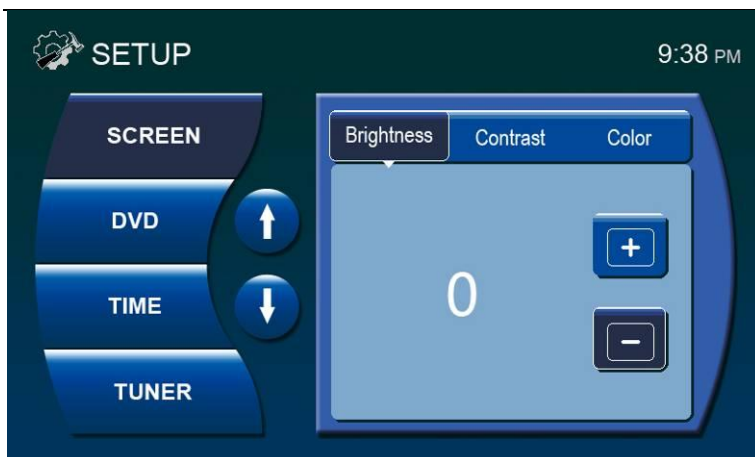 SETUP
9:38 PM
SCREEN
DVD
TIME
TUNER
Brightness Contrast Color
0
+
−